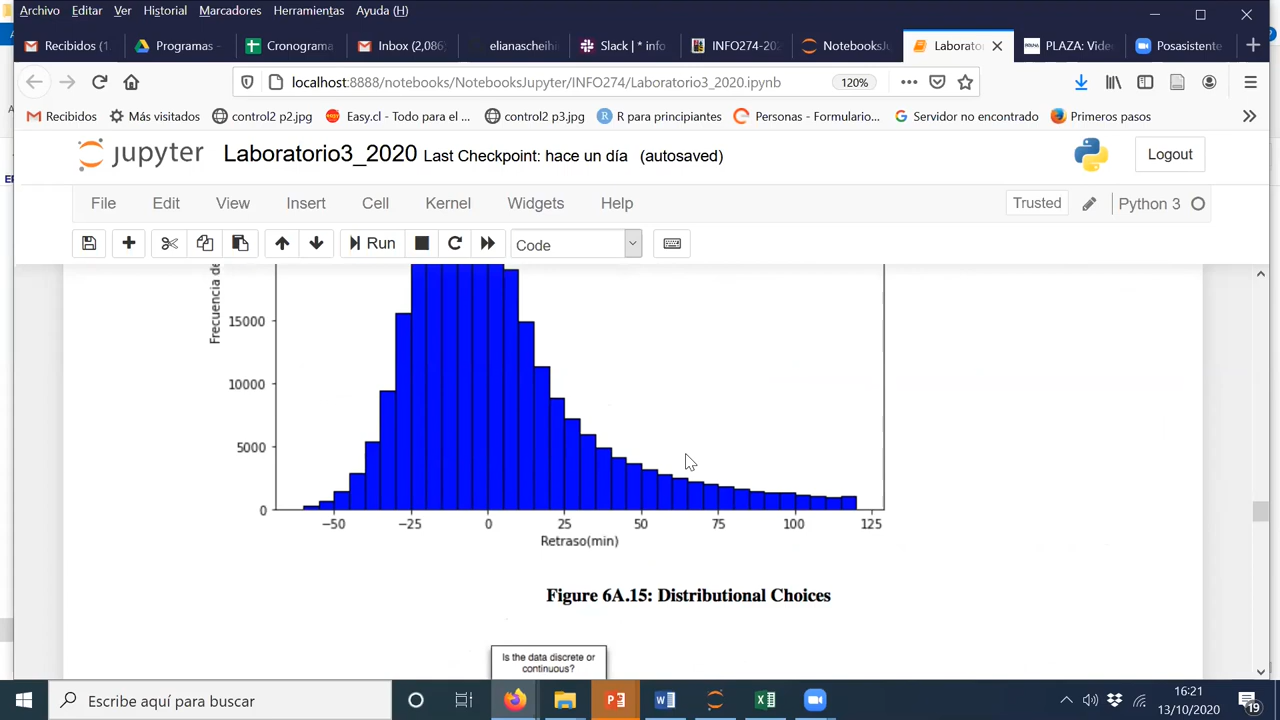 Archivo Editar Ver Historial Marcadores Herramientas Ayuda (H)
Recibidos (1 Programas - Cronograma Inbox (2,086 elianascheih Slack | * info INFO274-202 NotebooksJu Laborato PLAZA: Vide Posasistente
localhost:8888/notebooks/NotebooksJupyter/INFO274/Laboratorio3_2020.ipynb 120%
Recibidos Más visitados control2 p2.jpg Easy.cl - Todo para el ... control2 p3.jpg R para principiantes Personas - Formulario... Servidor no encontrado Primeros pasos
jupyter Laboratorio3_2020 Last Checkpoint: hace un día (autosaved) Logout
File Edit View Insert Cell Kernel Widgets Help Trusted Python 3
Run Code
Frecuencia de
15000
10000
5000
0
−50 −25 0 25 50 75 100 125
Retraso(min)
Figure 6A.15: Distributional Choices
Is the data discrete or
continuous?
Escribe aquí para buscar
16:21
13/10/2020
19